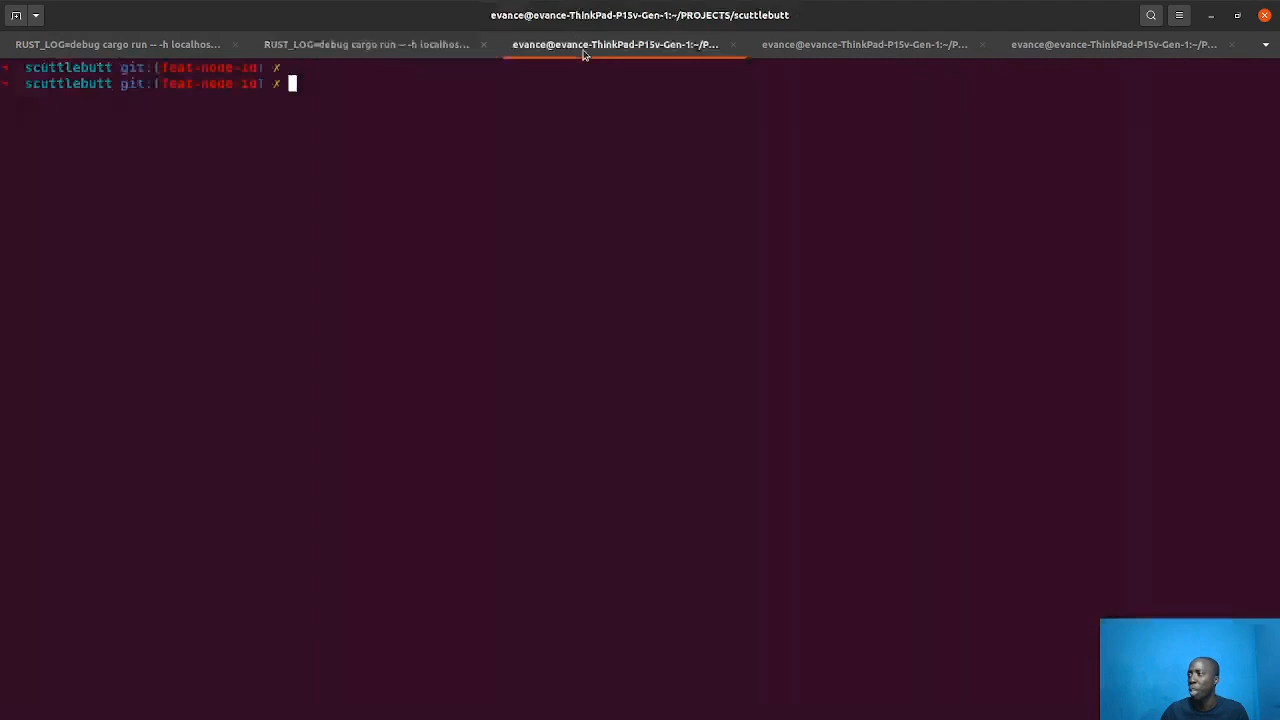 evance@evance-ThinkPad-P15v-Gen-1:~/PROJECTS/scuttlebutt
RUST_LOG=debug cargo run — -h localhos...
RUST_LOG=debug cargo run — -h localhos...
evance@evance-ThinkPad-P15v-Gen-1:~/P...
evance@evance-ThinkPad-P15v-Gen-1:~/P...
evance@evance-ThinkPad-P15v-Gen-1:~/P...
scuttlebutt git:(feat-node-id) ✗
scuttlebutt git:(feat-node-id) ✗